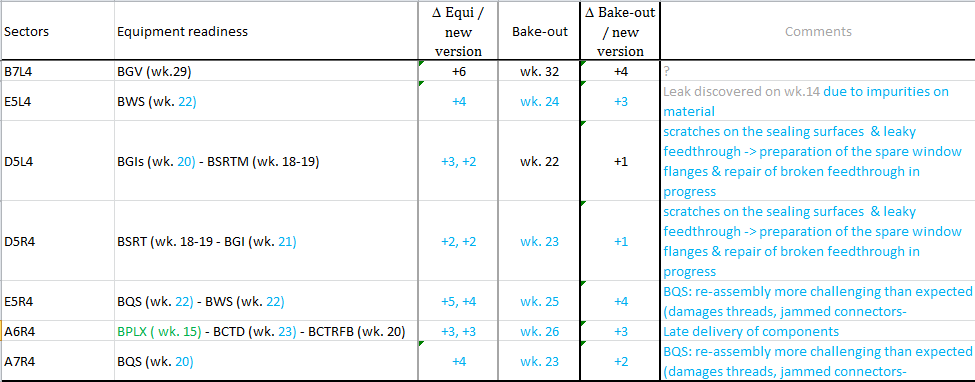 Sectors Equipment readiness Δ Equi / new version Bake-out Δ Bake-out / new version Comments
B7L4 BGV (wk.29) +6 wk. 32 +4 ?
E5L4 BWS (wk. 22) +4 wk. 24 +3 Leak discovered on wk.14 due to impurities on
material
D5L4 BGIs (wk. 20) - BSRTM (wk. 18-19) +3, +2 wk. 22 +1 scratches on the sealing surfaces & leaky
feedthrough -> preparation of the spare window
flanges & repair of broken feedthrough in
progress
D5R4 BSRT (wk. 18-19 - BGI (wk. 21) +2, +2 wk. 23 +1 scratches on the sealing surfaces & leaky
feedthrough -> preparation of the spare window
flanges & repair of broken feedthrough in
progress
E5R4 BQS (wk. 22) - BWS (wk. 22) +5, +4 wk. 25 +4 BQS: re-assembly more challenging than expected
(damages threads, jammed connectors-
A6R4 BPLX ( wk. 15) - BCTD (wk. 23) - BCTRFB (wk. 20) +3, +3 wk. 26 +3 Late delivery of components
A7R4 BQS (wk. 20) +4 wk. 23 +2 BQS: re-assembly more challenging than expected
(damages threads, jammed connectors-